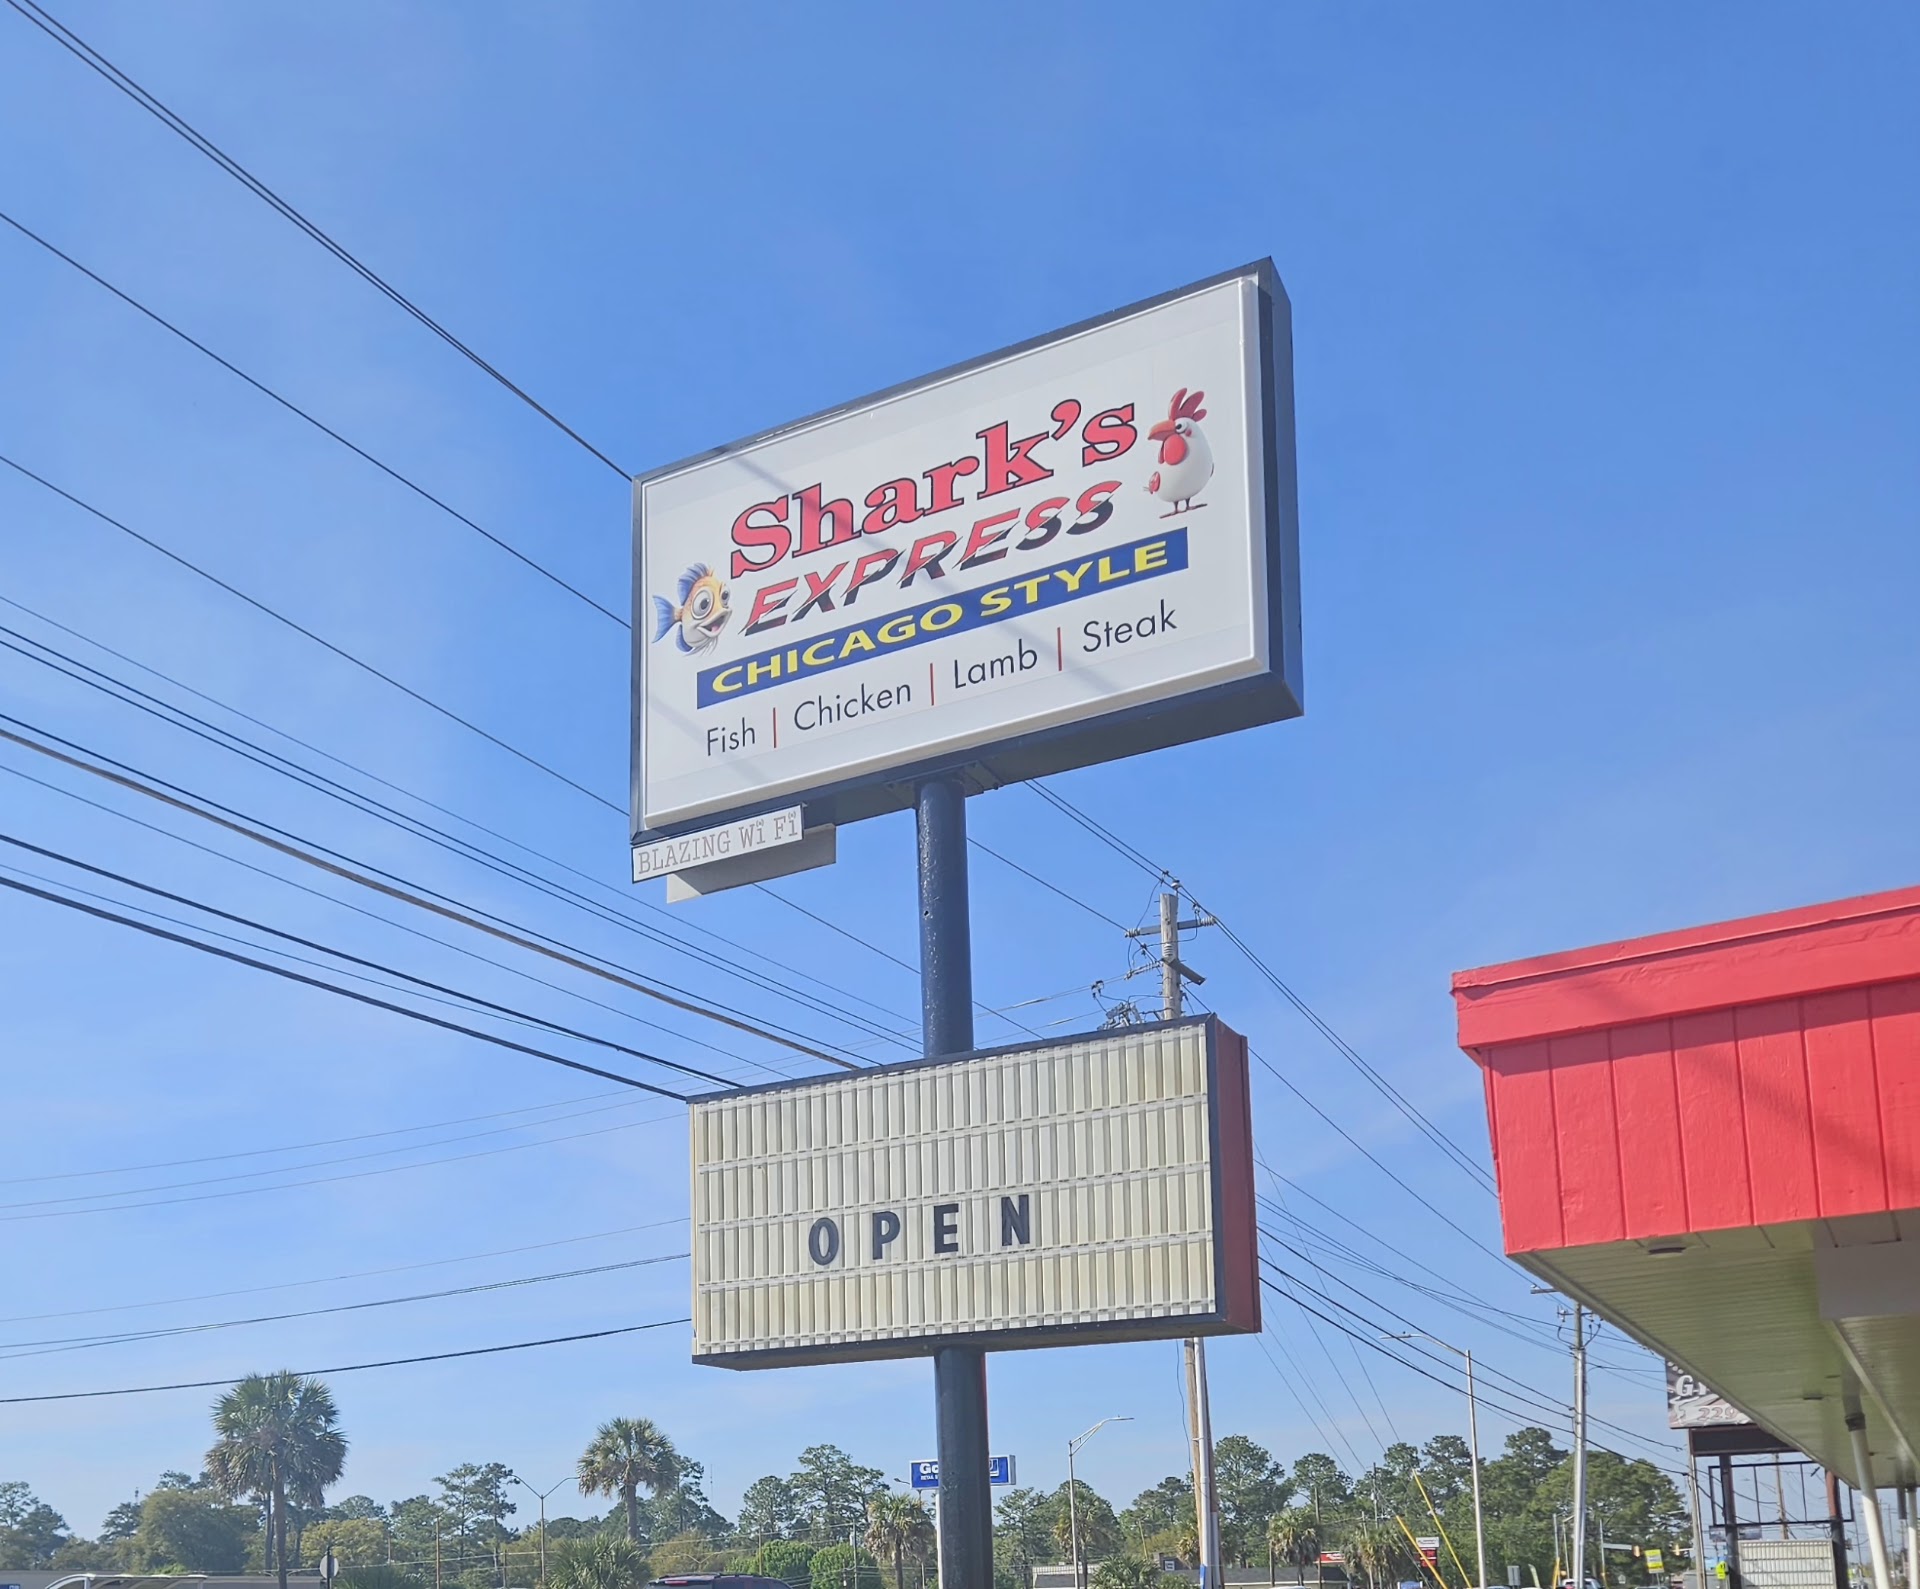 Shark's
EXPRESS
CHICAGO STYLE
Fish | Chicken | Lamb | Steak
BLAZING Wi Fi
OPEN